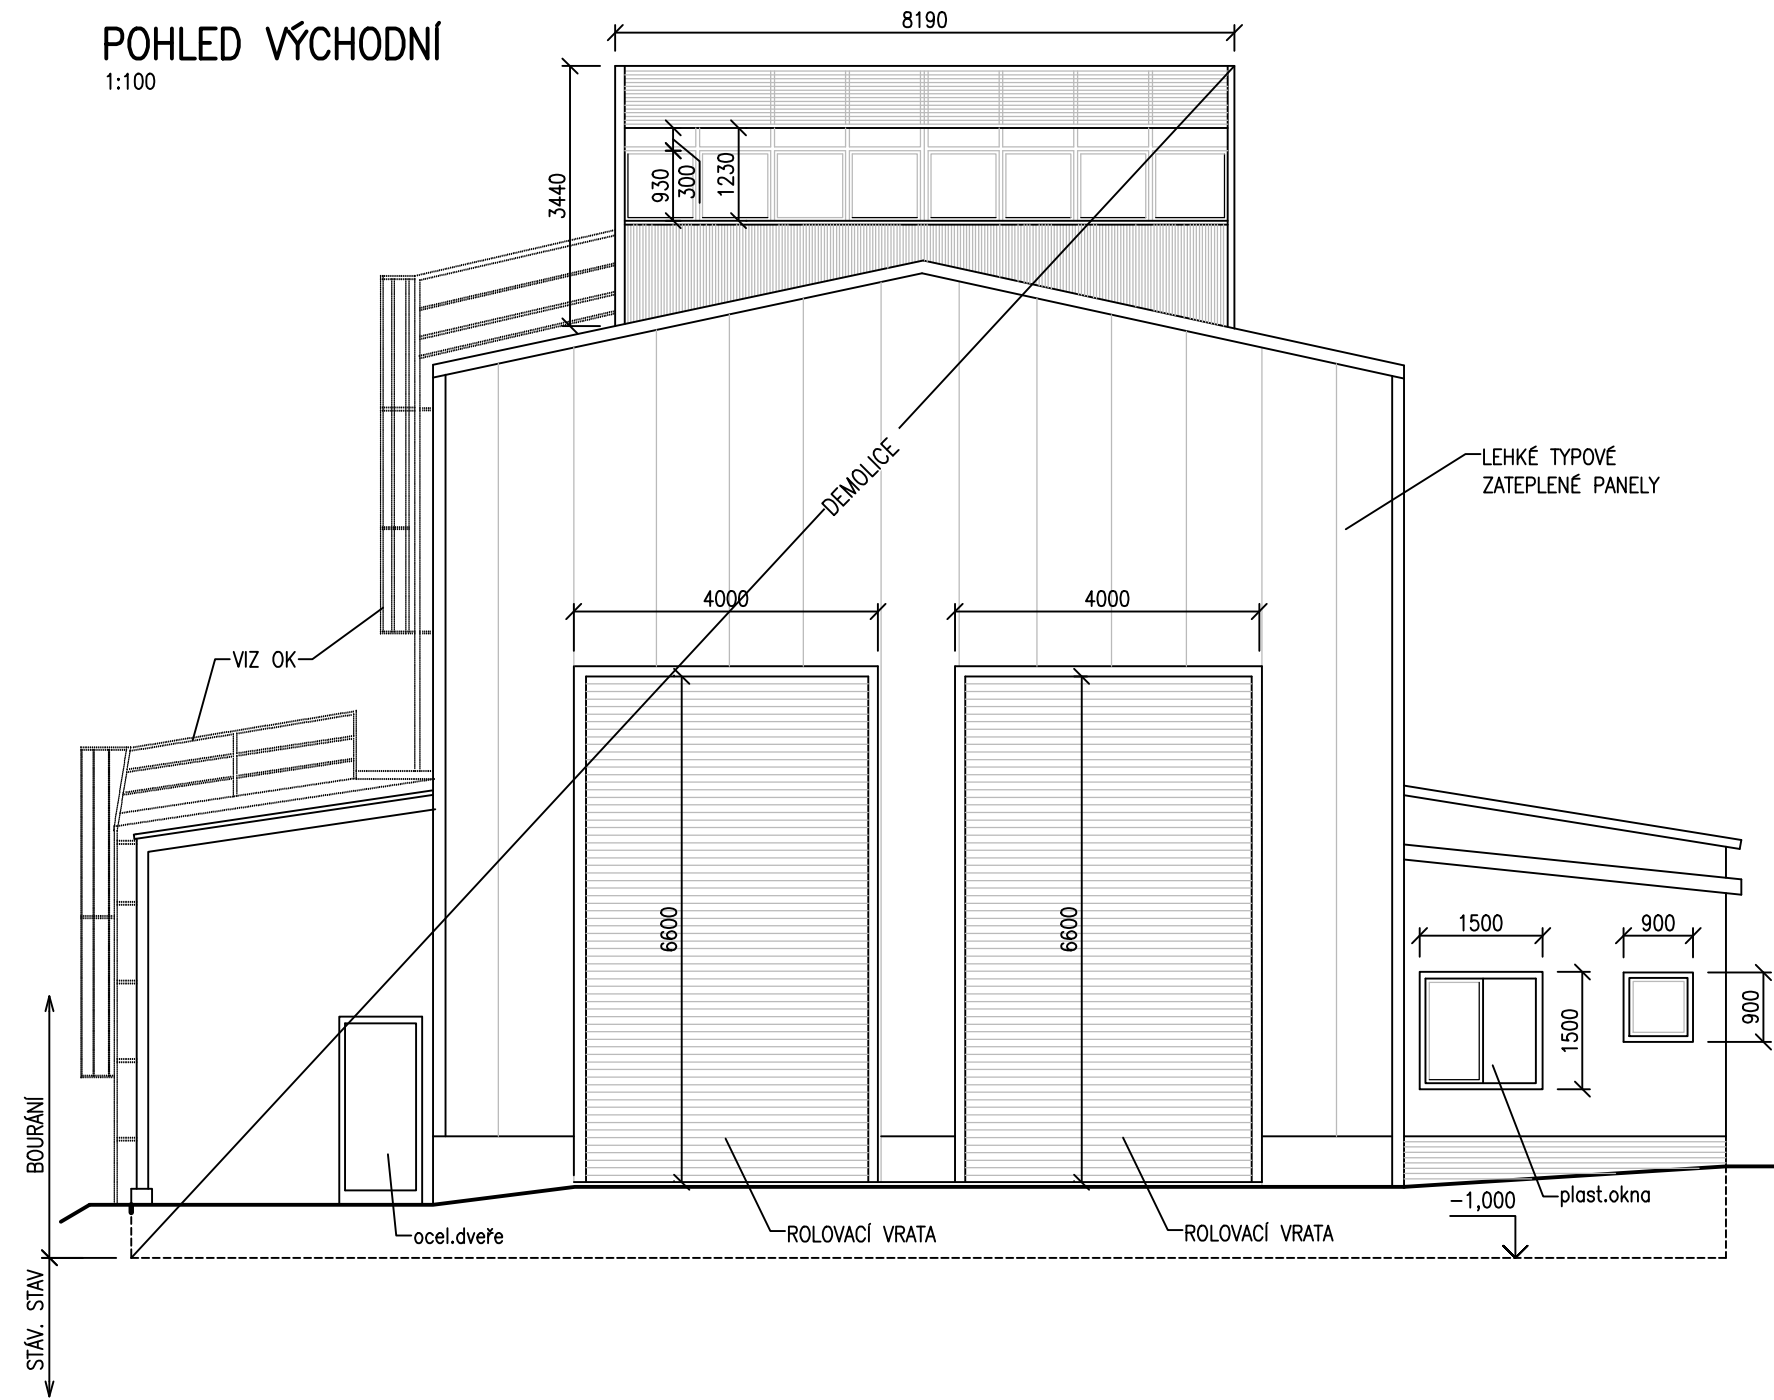 POHLED VÝCHODNÍ
1:100
8190
3440
930
300
1230
DEMOLICE
LEHKÉ TYPOVÉ
ZATEPLENÉ PANELY
4000
4000
VIZ OK
6600
6600
1500
900
1500
900
BOURÁNÍ
STÁV. STAV
ocel.dveře
ROLOVACÍ VRATA
ROLOVACÍ VRATA
-1,000
plast.okna